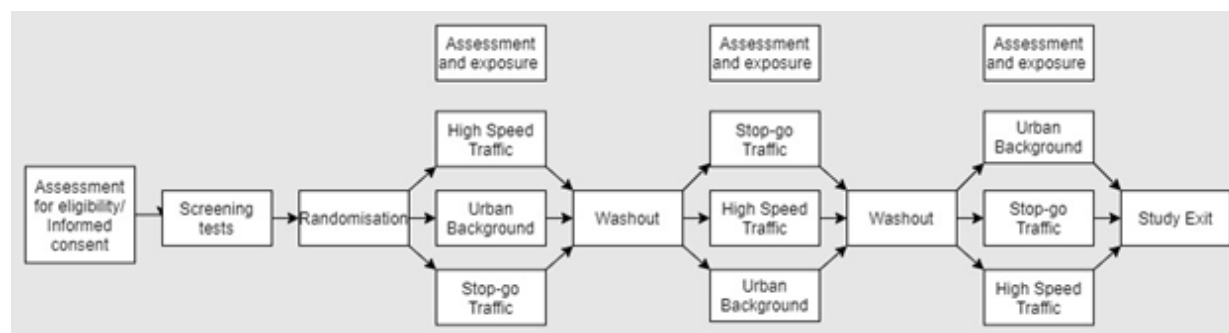 Assessment
and exposure
Assessment
and exposure
Assessment
and exposure
High Speed
Traffic
Stop-go
Traffic
Urban
Background
Assessment
for eligibility/
Informed
consent
Screening
tests
Randomisation
Urban
Background
Washout
High Speed
Traffic
Washout
Stop-go
Traffic
Study Exit
Stop-go
Traffic
Urban
Background
High Speed
Traffic